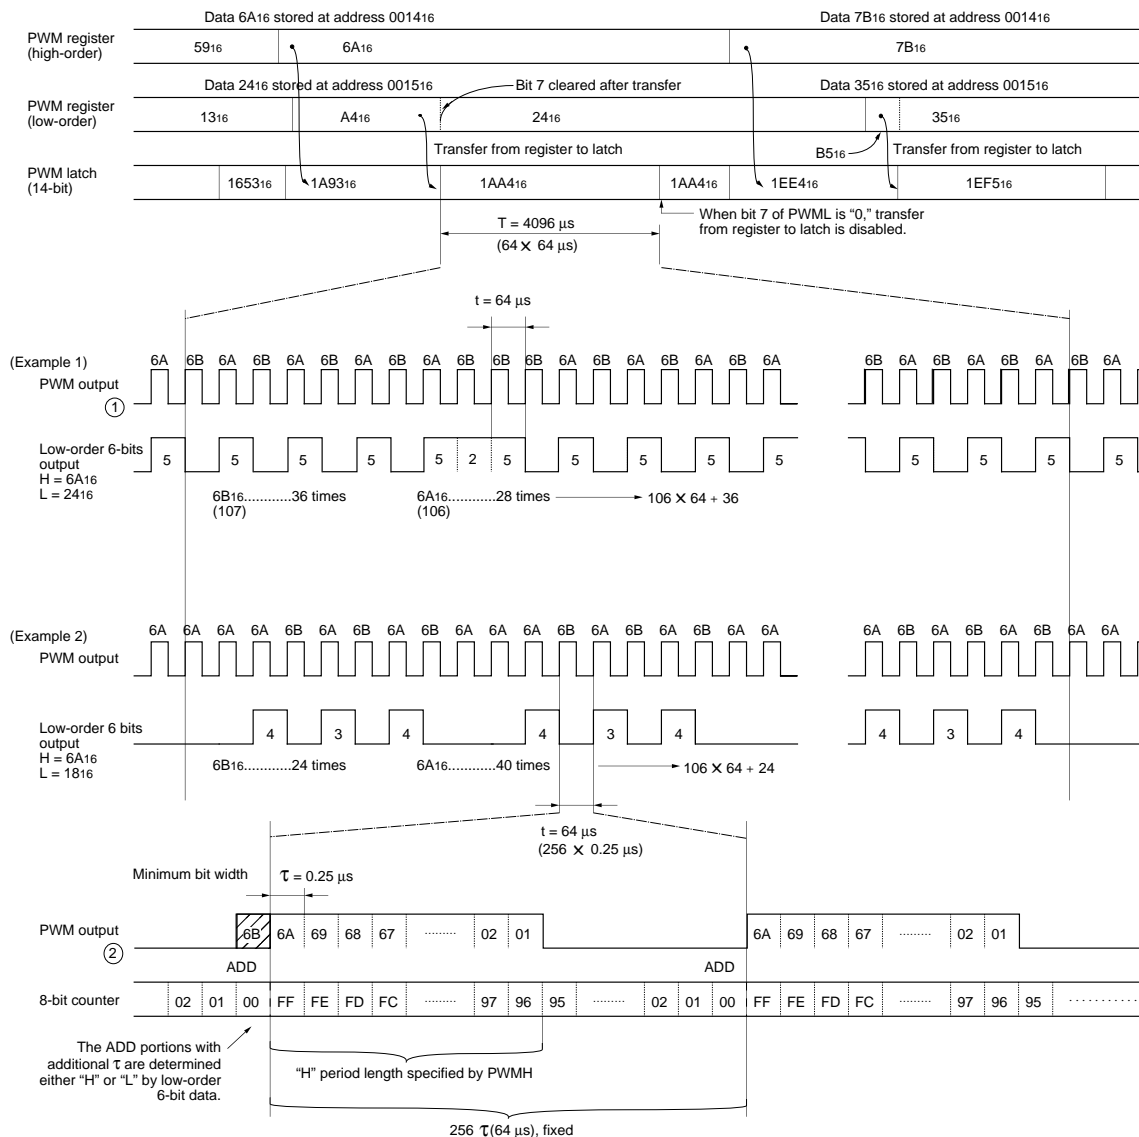 Data 6A16 stored at address 001416
Data 7B16 stored at address 001416
PWM register
(high-order)
5916
6A16
7B16
Data 2416 stored at address 001516
Bit 7 cleared after transfer
Data 3516 stored at address 001516
PWM register
(low-order)
1316
A416
2416
3516
Transfer from register to latch
B516
Transfer from register to latch
PWM latch
(14-bit)
165316
1A9316
1AA416
1AA416
1EE416
1EF516
T = 4096 µs
(64 × 64 µs)
When bit 7 of PWML is “0,” transfer
from register to latch is disabled.
t = 64 µs
(Example 1)
6A 6B 6A 6B 6A 6B 6A 6B 6A 6B 6B 6B 6A 6B 6A 6B 6A 6B 6A 6B 6A 6B 6A 6B 6A 6B 6A
PWM output
1
Low-order 6-bits
output
H = 6A16
L = 2416
5 5 5 5 5 2 5 5 5 5 5 5 5 5 5
6B16............36 times
(107)
6A16...........28 times
(106)
106 × 64 + 36
(Example 2)
6A 6A 6A 6A 6B 6A 6B 6A 6B 6A 6A 6A 6B 6A 6B 6A 6B 6A 6A 6A 6B 6A 6B 6A 6B 6A 6A
PWM output
Low-order 6 bits
output
H = 6A16
L = 1816
4 3 4 4 3 4 4 3 4
6B16............24 times
6A16...........40 times
106 × 64 + 24
t = 64 µs
(256 × 0.25 µs)
Minimum bit width
τ = 0.25 µs
PWM output
2
6B 6A 69 68 67 ········· 02 01
6A 69 68 67 ········· 02 01
ADD
ADD
8-bit counter
02 01 00 FF FE FD FC ········· 97 96 95 ········· 02 01 00 FF FE FD FC ········· 97 96 95 ············
The ADD portions with
additional τ are determined
either “H” or “L” by low-order
6-bit data.
“H” period length specified by PWMH
256 τ(64 µs), fixed